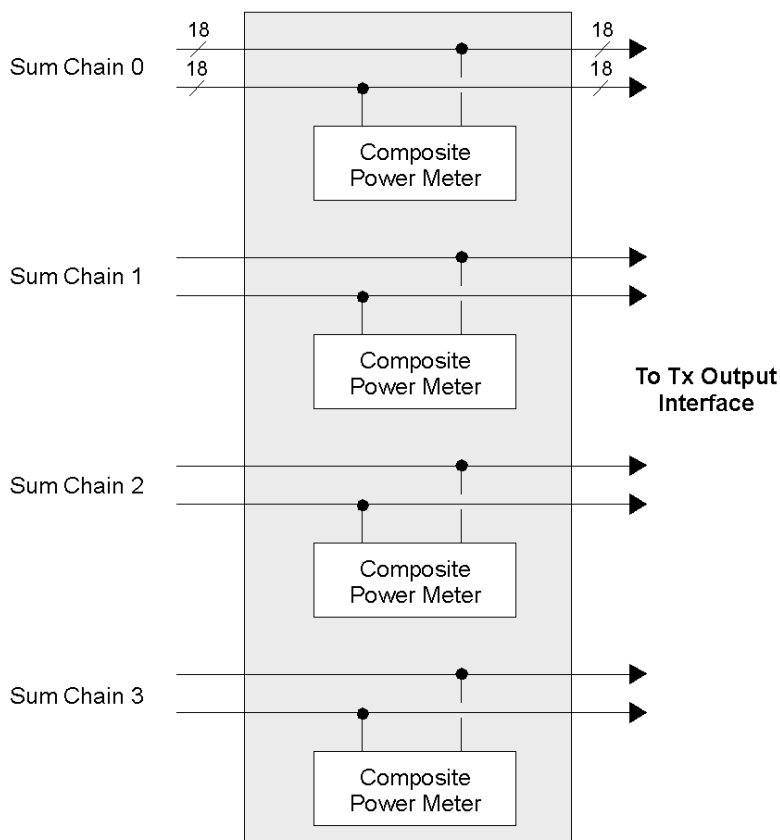 18
18
Sum Chain 0
18
18
Composite
Power Meter
Sum Chain 1
Composite
Power Meter
To Tx Output
Interface
Sum Chain 2
Composite
Power Meter
Sum Chain 3
Composite
Power Meter